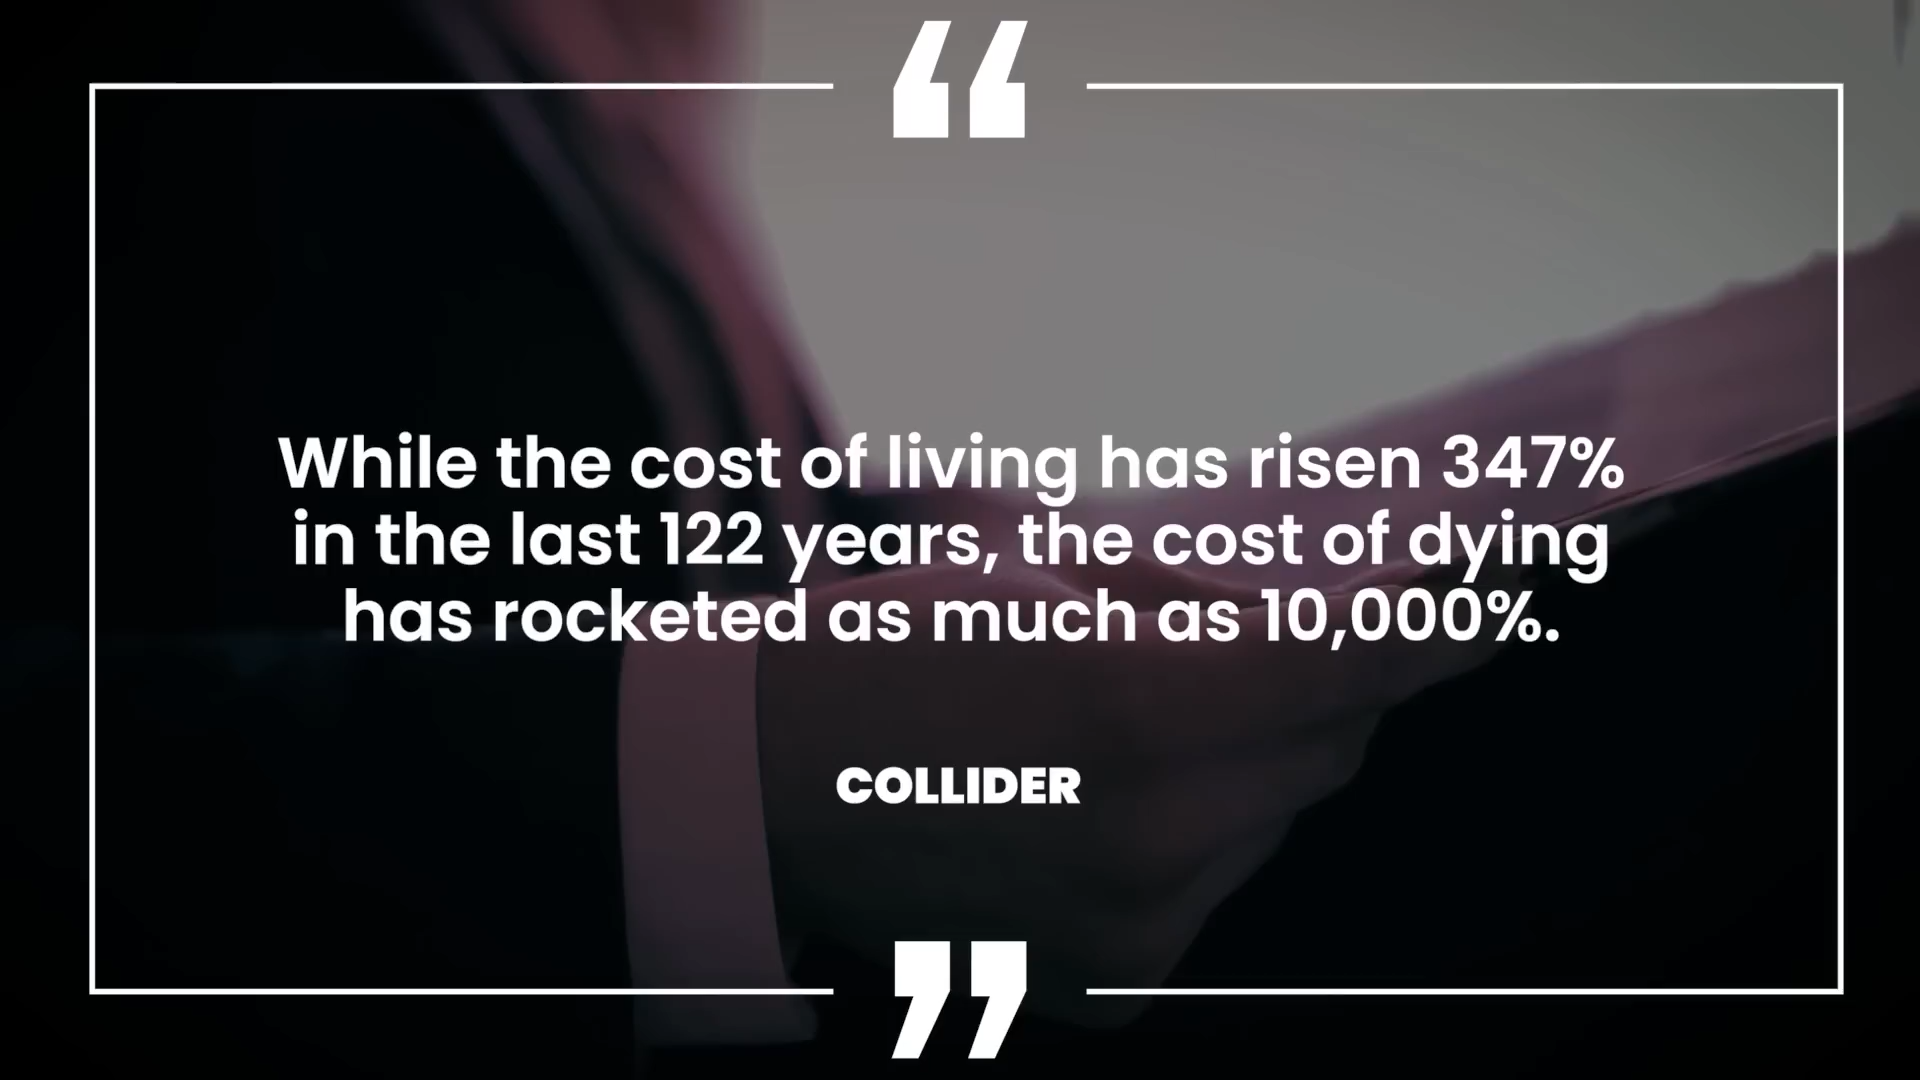 “
While the cost of living has risen 347%
in the last 122 years, the cost of dying
has rocketed as much as 10,000%.
COLLIDER
”